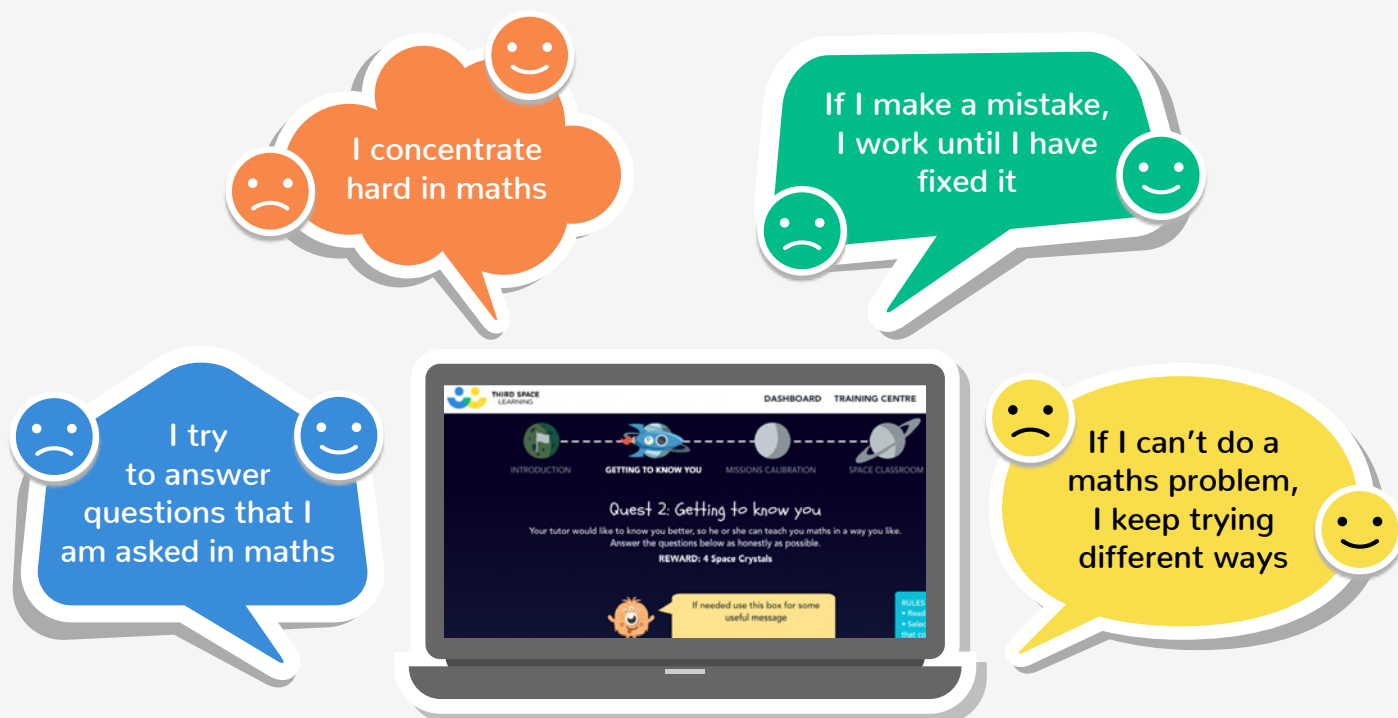 I concentrate
hard in maths
If I make a mistake,
I work until I have
fixed it
I try
to answer
questions that I
am asked in maths
THIRD SPACE
LEARNING
DASHBOARD TRAINING CENTRE
INTRODUCTION GETTING TO KNOW YOU MISSIONS CALIBRATION SPACE CLASSROOM
Quest 2: Getting to know you
Your tutor would like to know you better, so he or she can teach you maths in a way you like.
Answer the questions below as honestly as possible.
REWARD: 4 Space Crystals
If needed use this box for some
useful message
RULES
• Read
• Selec
that co
If I can't do a
maths problem,
I keep trying
different ways